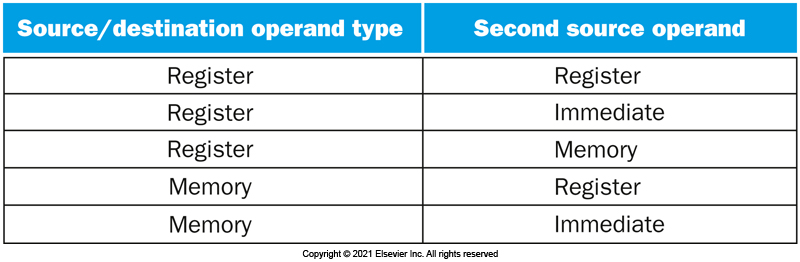 Source/destination operand type Second source operand
Register Register
Register Immediate
Register Memory
Memory Register
Memory Immediate
Copyright © 2021 Elsevier Inc. All rights reserved